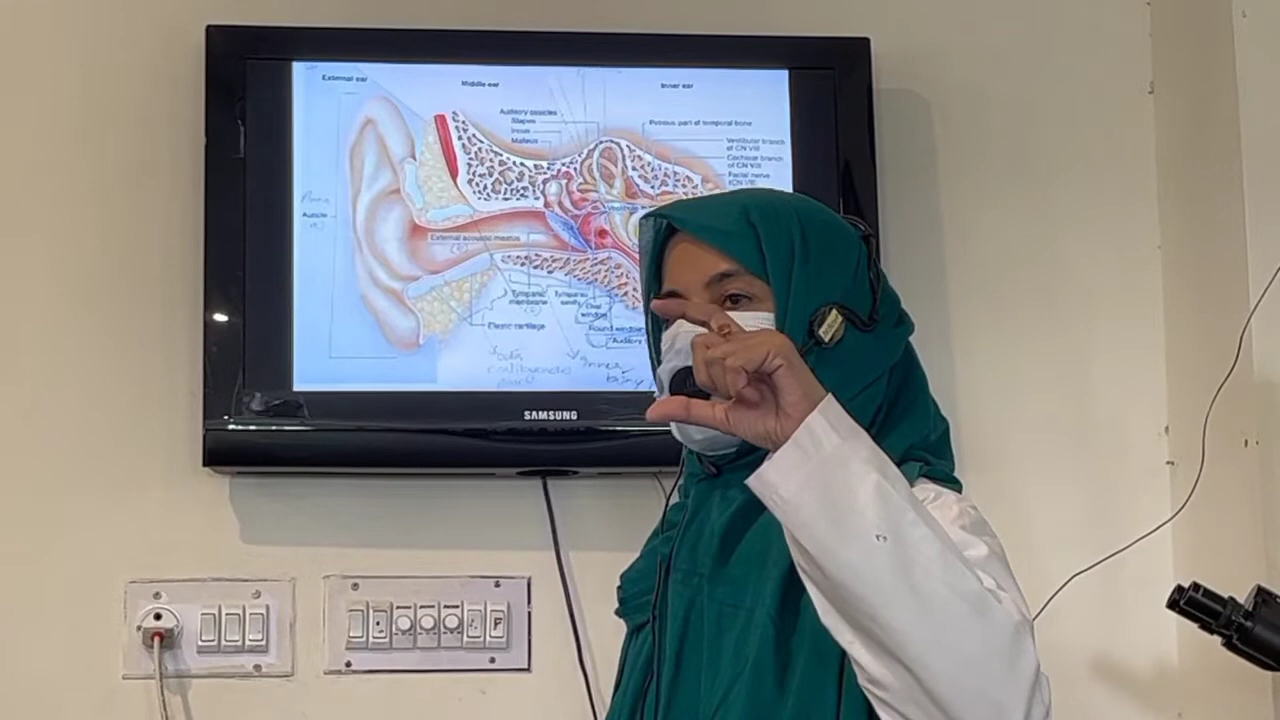 External ear
Middle ear
Inner ear
Auditory ossicles
Stapes
Incus
Malleus
Petrous part of temporal bone
Vestibular branch
of CN VIII
Cochlear branch
of CN VIII
Facial nerve
(CN VII)
Auricle
External acoustic meatus
Tympanic
membrane
Tympanic
cavity
Oval
window
Elastic cartilage
Round window
Auditory
SAMSUNG
F